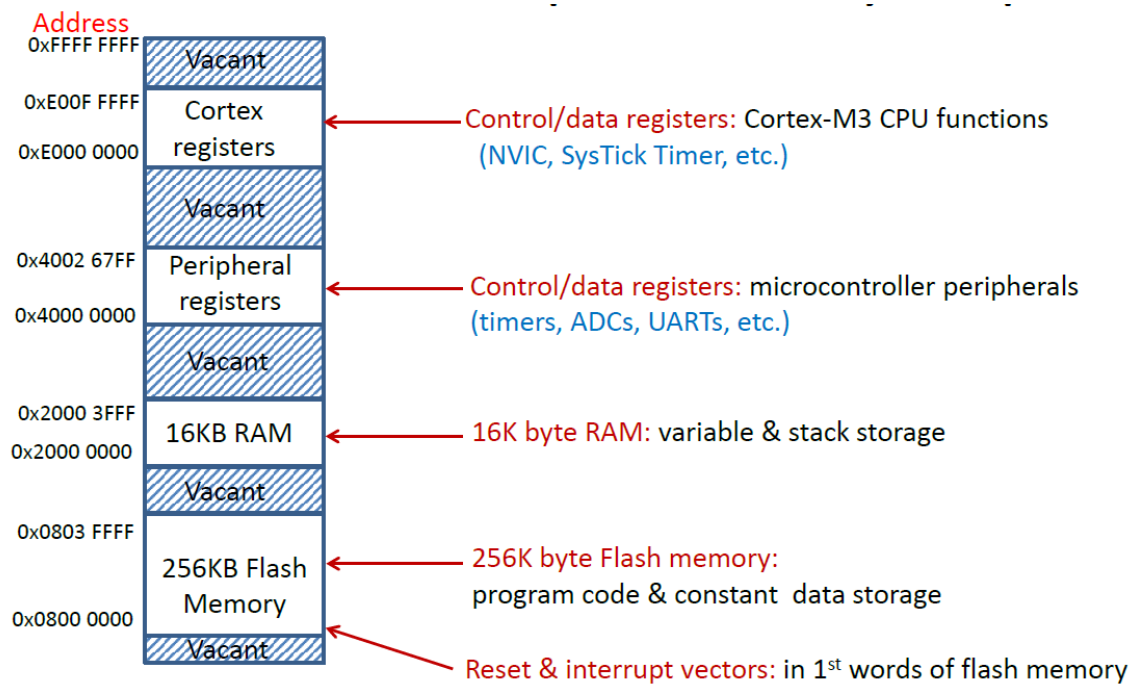 Address
0xFFFF FFFF
Vacant
0xE00F FFFF
Cortex
registers
0xE000 0000
Control/data registers: Cortex-M3 CPU functions
(NVIC, SysTick Timer, etc.)
Vacant
0x4002 67FF
Peripheral
registers
0x4000 0000
Control/data registers: microcontroller peripherals
(timers, ADCs, UARTs, etc.)
Vacant
0x2000 3FFF
16KB RAM
0x2000 0000
16K byte RAM: variable & stack storage
Vacant
0x0803 FFFF
256KB Flash
Memory
0x0800 0000
256K byte Flash memory:
program code & constant data storage
Vacant
Reset & interrupt vectors: in 1st words of flash memory